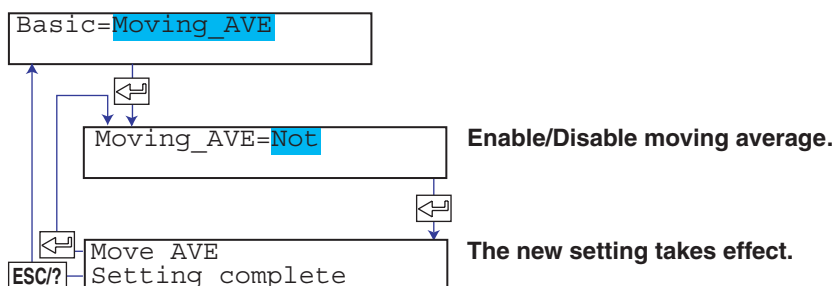 Basic=Moving_AVE
Moving_AVE=Not
Enable/Disable moving average.
Move AVE
Setting complete
The new setting takes effect.
ESC/?